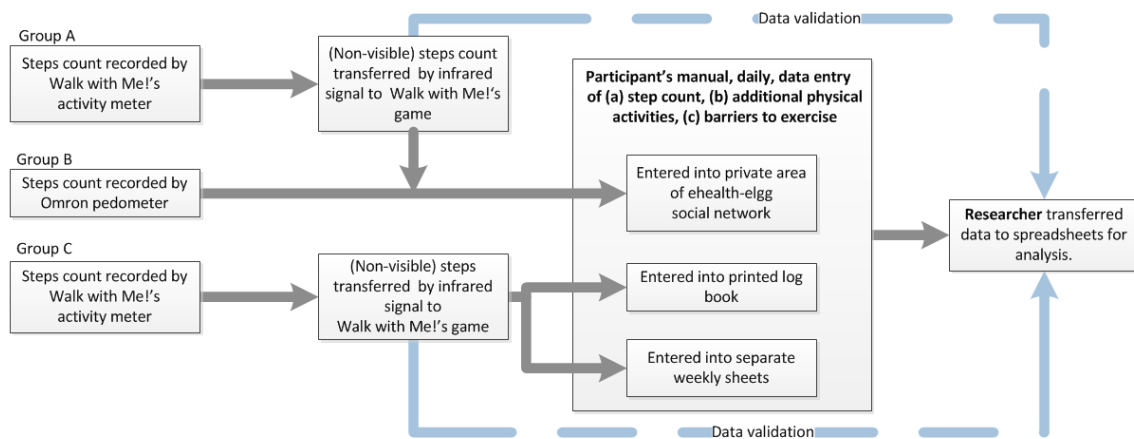 Data validation
Group A
Steps count recorded by
Walk with Me!'s
activity meter
(Non-visible) steps count
transferred by infrared
signal to Walk with Me!'s
game
Participant's manual, daily, data entry
of (a) step count, (b) additional physical
activities, (c) barriers to exercise
Group B
Steps count recorded by
Omron pedometer
Entered into private area
of ehealth-elgg
social network
Researcher transferred
data to spreadsheets for
analysis.
Group C
Steps count recorded by
Walk with Me!'s
activity meter
(Non-visible) steps
transferred by infrared
signal to
Walk with Me!'s game
Entered into printed log
book
Entered into separate
weekly sheets
Data validation